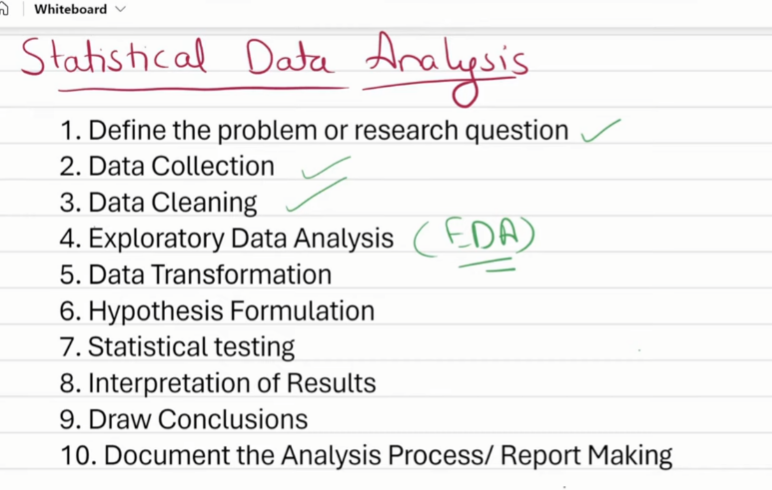 Whiteboard
Statistical Data Analysis
1. Define the problem or research question
2. Data Collection
3. Data Cleaning
4. Exploratory Data Analysis (EDA)
5. Data Transformation
6. Hypothesis Formulation
7. Statistical testing
8. Interpretation of Results
9. Draw Conclusions
10. Document the Analysis Process/ Report Making